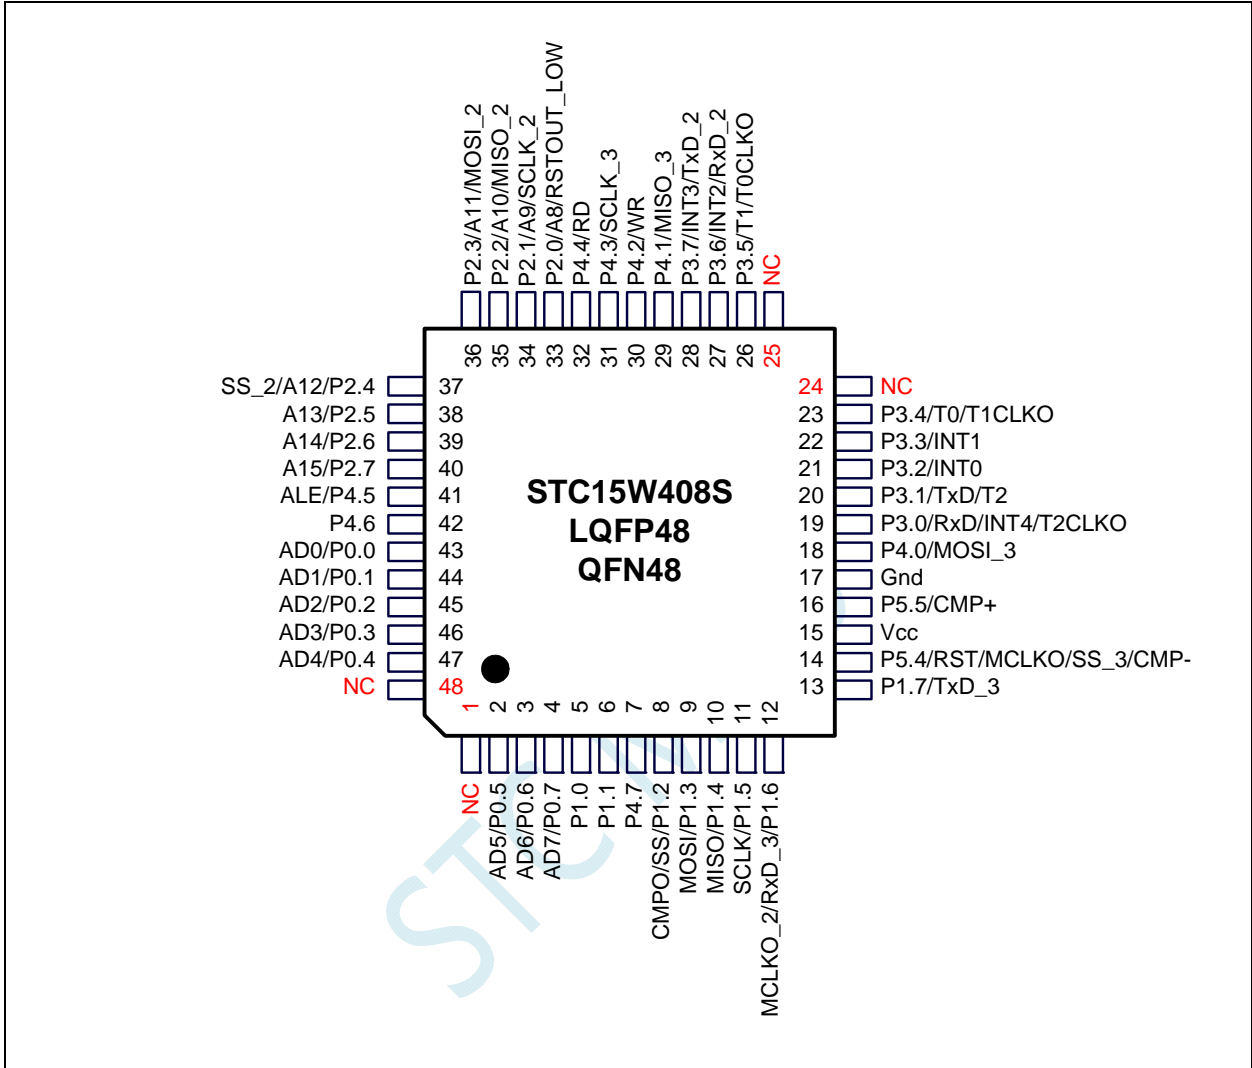 P2.3/A11/MOSI_2
P2.2/A10/MISO_2
P2.1/A9/SCLK_2
P2.0/A8/RSTOUT_LOW
P4.4/RD
P4.3/SCLK_3
P4.2/WR
P4.1/MISO_3
P3.7/INT3/TxD_2
P3.6/INT2/RxD_2
P3.5/T1/T0CLKO
NC
36 35 34 33 32 31 30 29 28 27 26 25
SS_2/A12/P2.4 37
A13/P2.5 38
A14/P2.6 39
A15/P2.7 40
ALE/P4.5 41
P4.6 42
AD0/P0.0 43
AD1/P0.1 44
AD2/P0.2 45
AD3/P0.3 46
AD4/P0.4 47
NC 48
STC15W408S
LQFP48
QFN48
24 NC
23 P3.4/T0/T1CLKO
22 P3.3/INT1
21 P3.2/INT0
20 P3.1/TxD/T2
19 P3.0/RxD/INT4/T2CLKO
18 P4.0/MOSI_3
17 Gnd
16 P5.5/CMP+
15 Vcc
14 P5.4/RST/MCLKO/SS_3/CMP-
13 P1.7/TxD_3
1 2 3 4 5 6 7 8 9 10 11 12
NC
AD5/P0.5
AD6/P0.6
AD7/P0.7
P1.0
P1.1
P4.7
CMPO/SS/P1.2
MOSI/P1.3
MISO/P1.4
SCLK/P1.5
MCLKO_2/RxD_3/P1.6